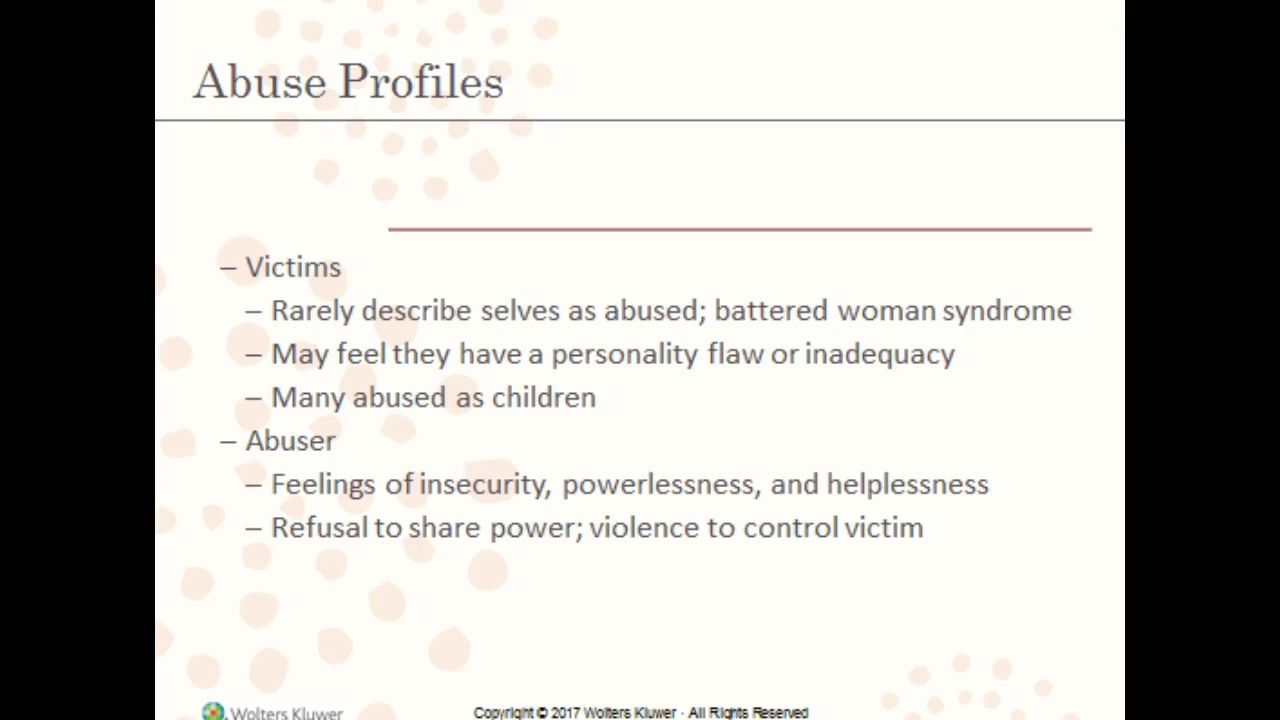 Abuse Profiles
– Victims
– Rarely describe selves as abused; battered woman syndrome
– May feel they have a personality flaw or inadequacy
– Many abused as children
– Abuser
– Feelings of insecurity, powerlessness, and helplessness
– Refusal to share power; violence to control victim
Wolters Kluwer
Copyright © 2017 Wolters Kluwer · All Rights Reserved